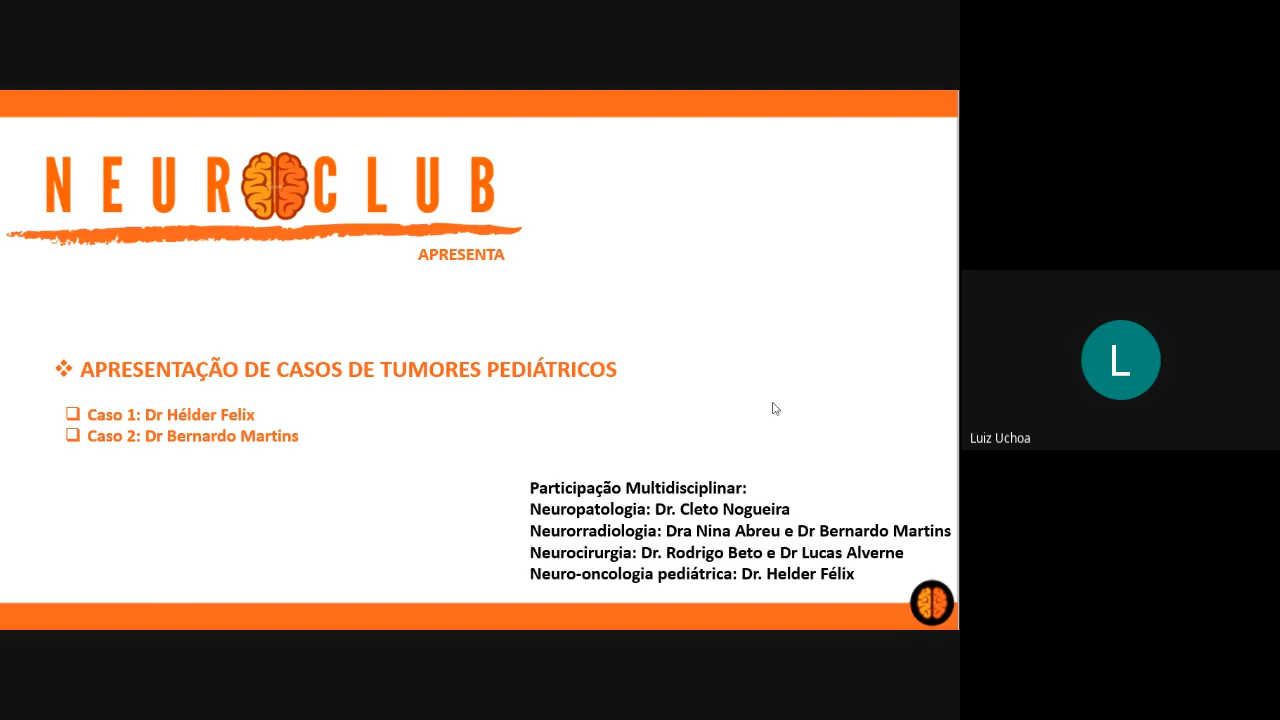 NEUROCLUB
APRESENTA
❖ APRESENTAÇÃO DE CASOS DE TUMORES PEDIÁTRICOS
❑ Caso 1: Dr Hélder Felix
❑ Caso 2: Dr Bernardo Martins
Participação Multidisciplinar:
Neuropatologia: Dr. Cleto Nogueira
Neurorradiologia: Dra Nina Abreu e Dr Bernardo Martins
Neurocirurgia: Dr. Rodrigo Beto e Dr Lucas Alverne
Neuro-oncologia pediátrica: Dr. Helder Félix
L
Luiz Uchoa